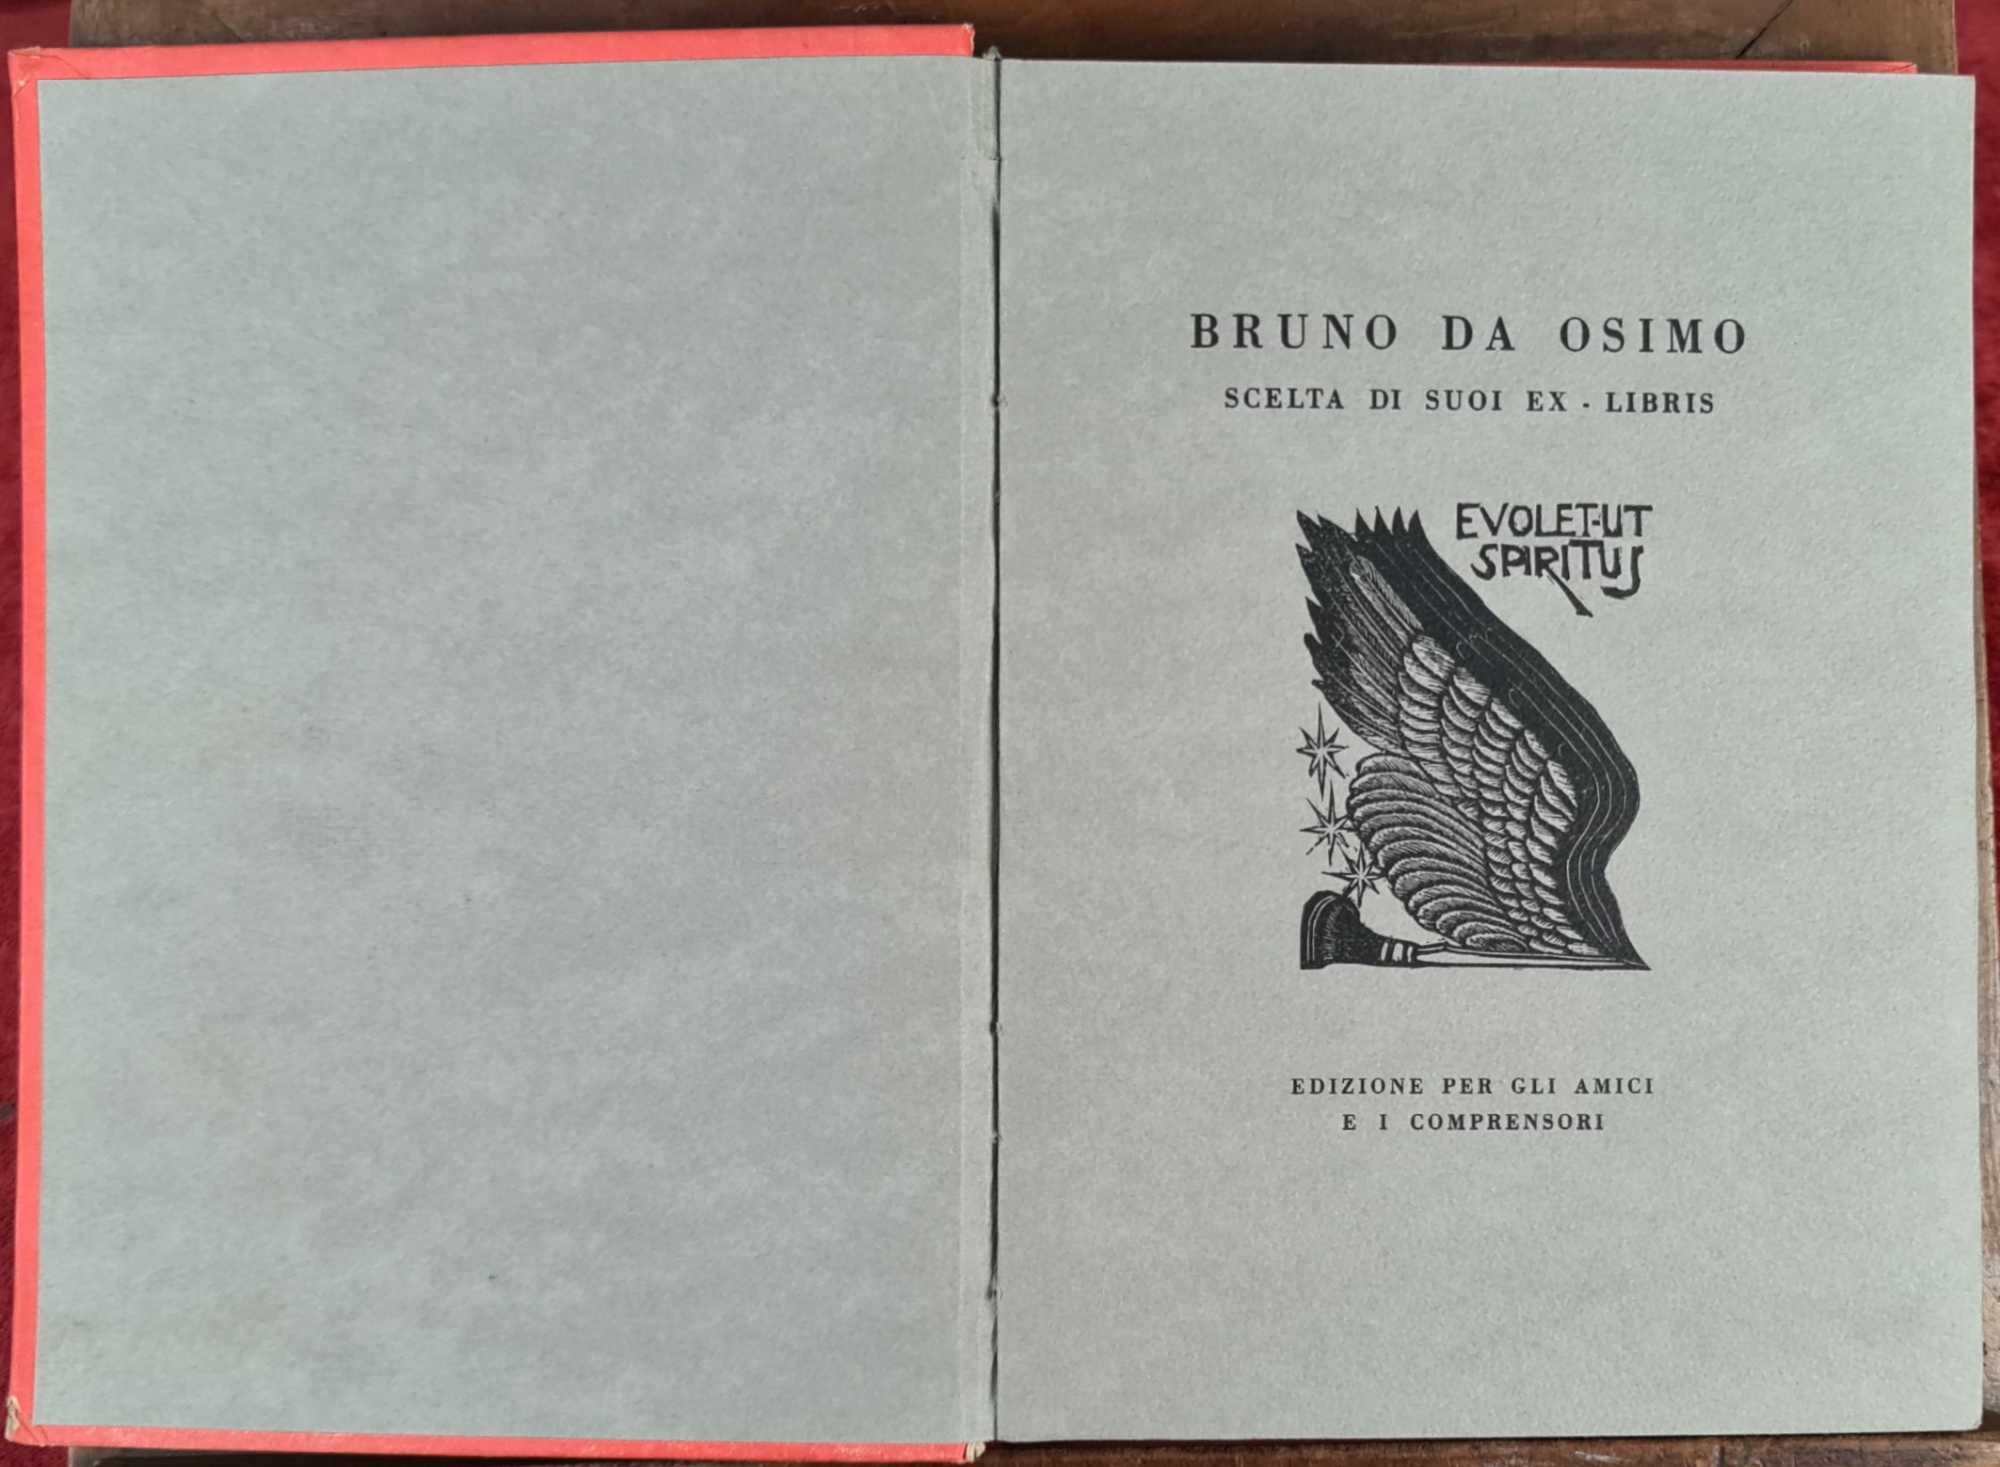 BRUNO DA OSIMO
SCELTA DI SUOI EX - LIBRIS
EVOLET-UT
SPIRITUS
EDIZIONE PER GLI AMICI
E I COMPRENSORI